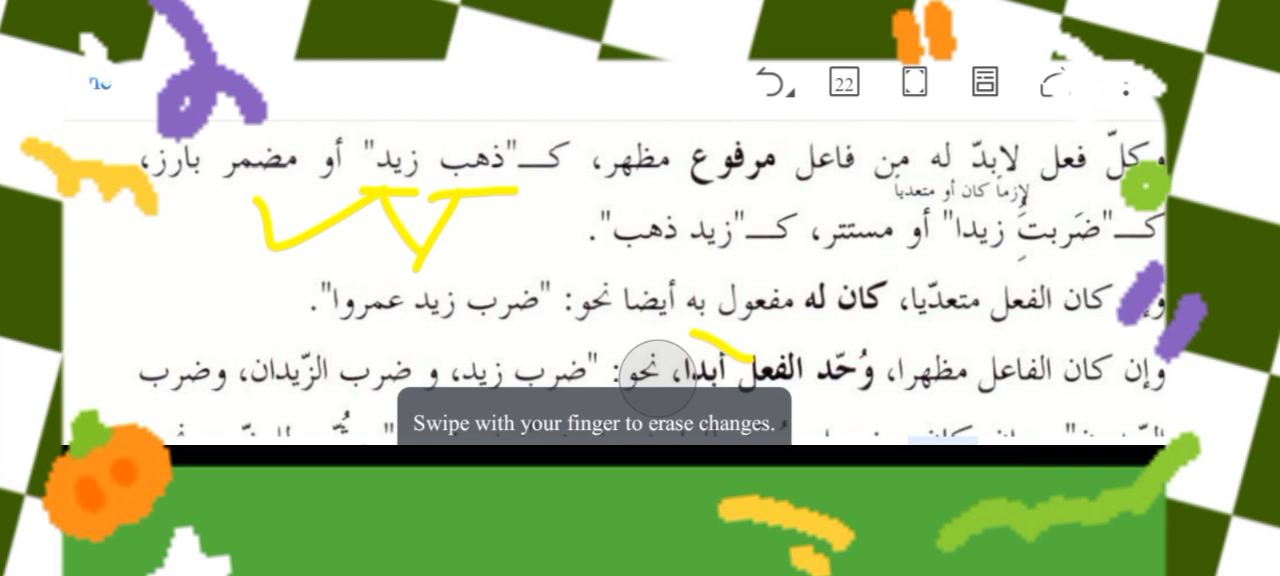 22
وكلّ فعل لابدّ له من فاعل مرفوع مظهر، كـ"ذهب زيد" أو مضمر بارز،
لازما كان أو متعديا
كـ"ضَربتَُِ زيدا" أو مستتر، كـ"زيد ذهب".
كان الفعل متعدّيا، كان له مفعول به أيضا نحو: "ضرب زيد عمروا".
وإن كان الفاعل مظهرا، وُحّد الفعل أبدا، نحو: "ضرب زيد، و ضرب الزّيدان، وضرب
Swipe with your finger to erase changes.